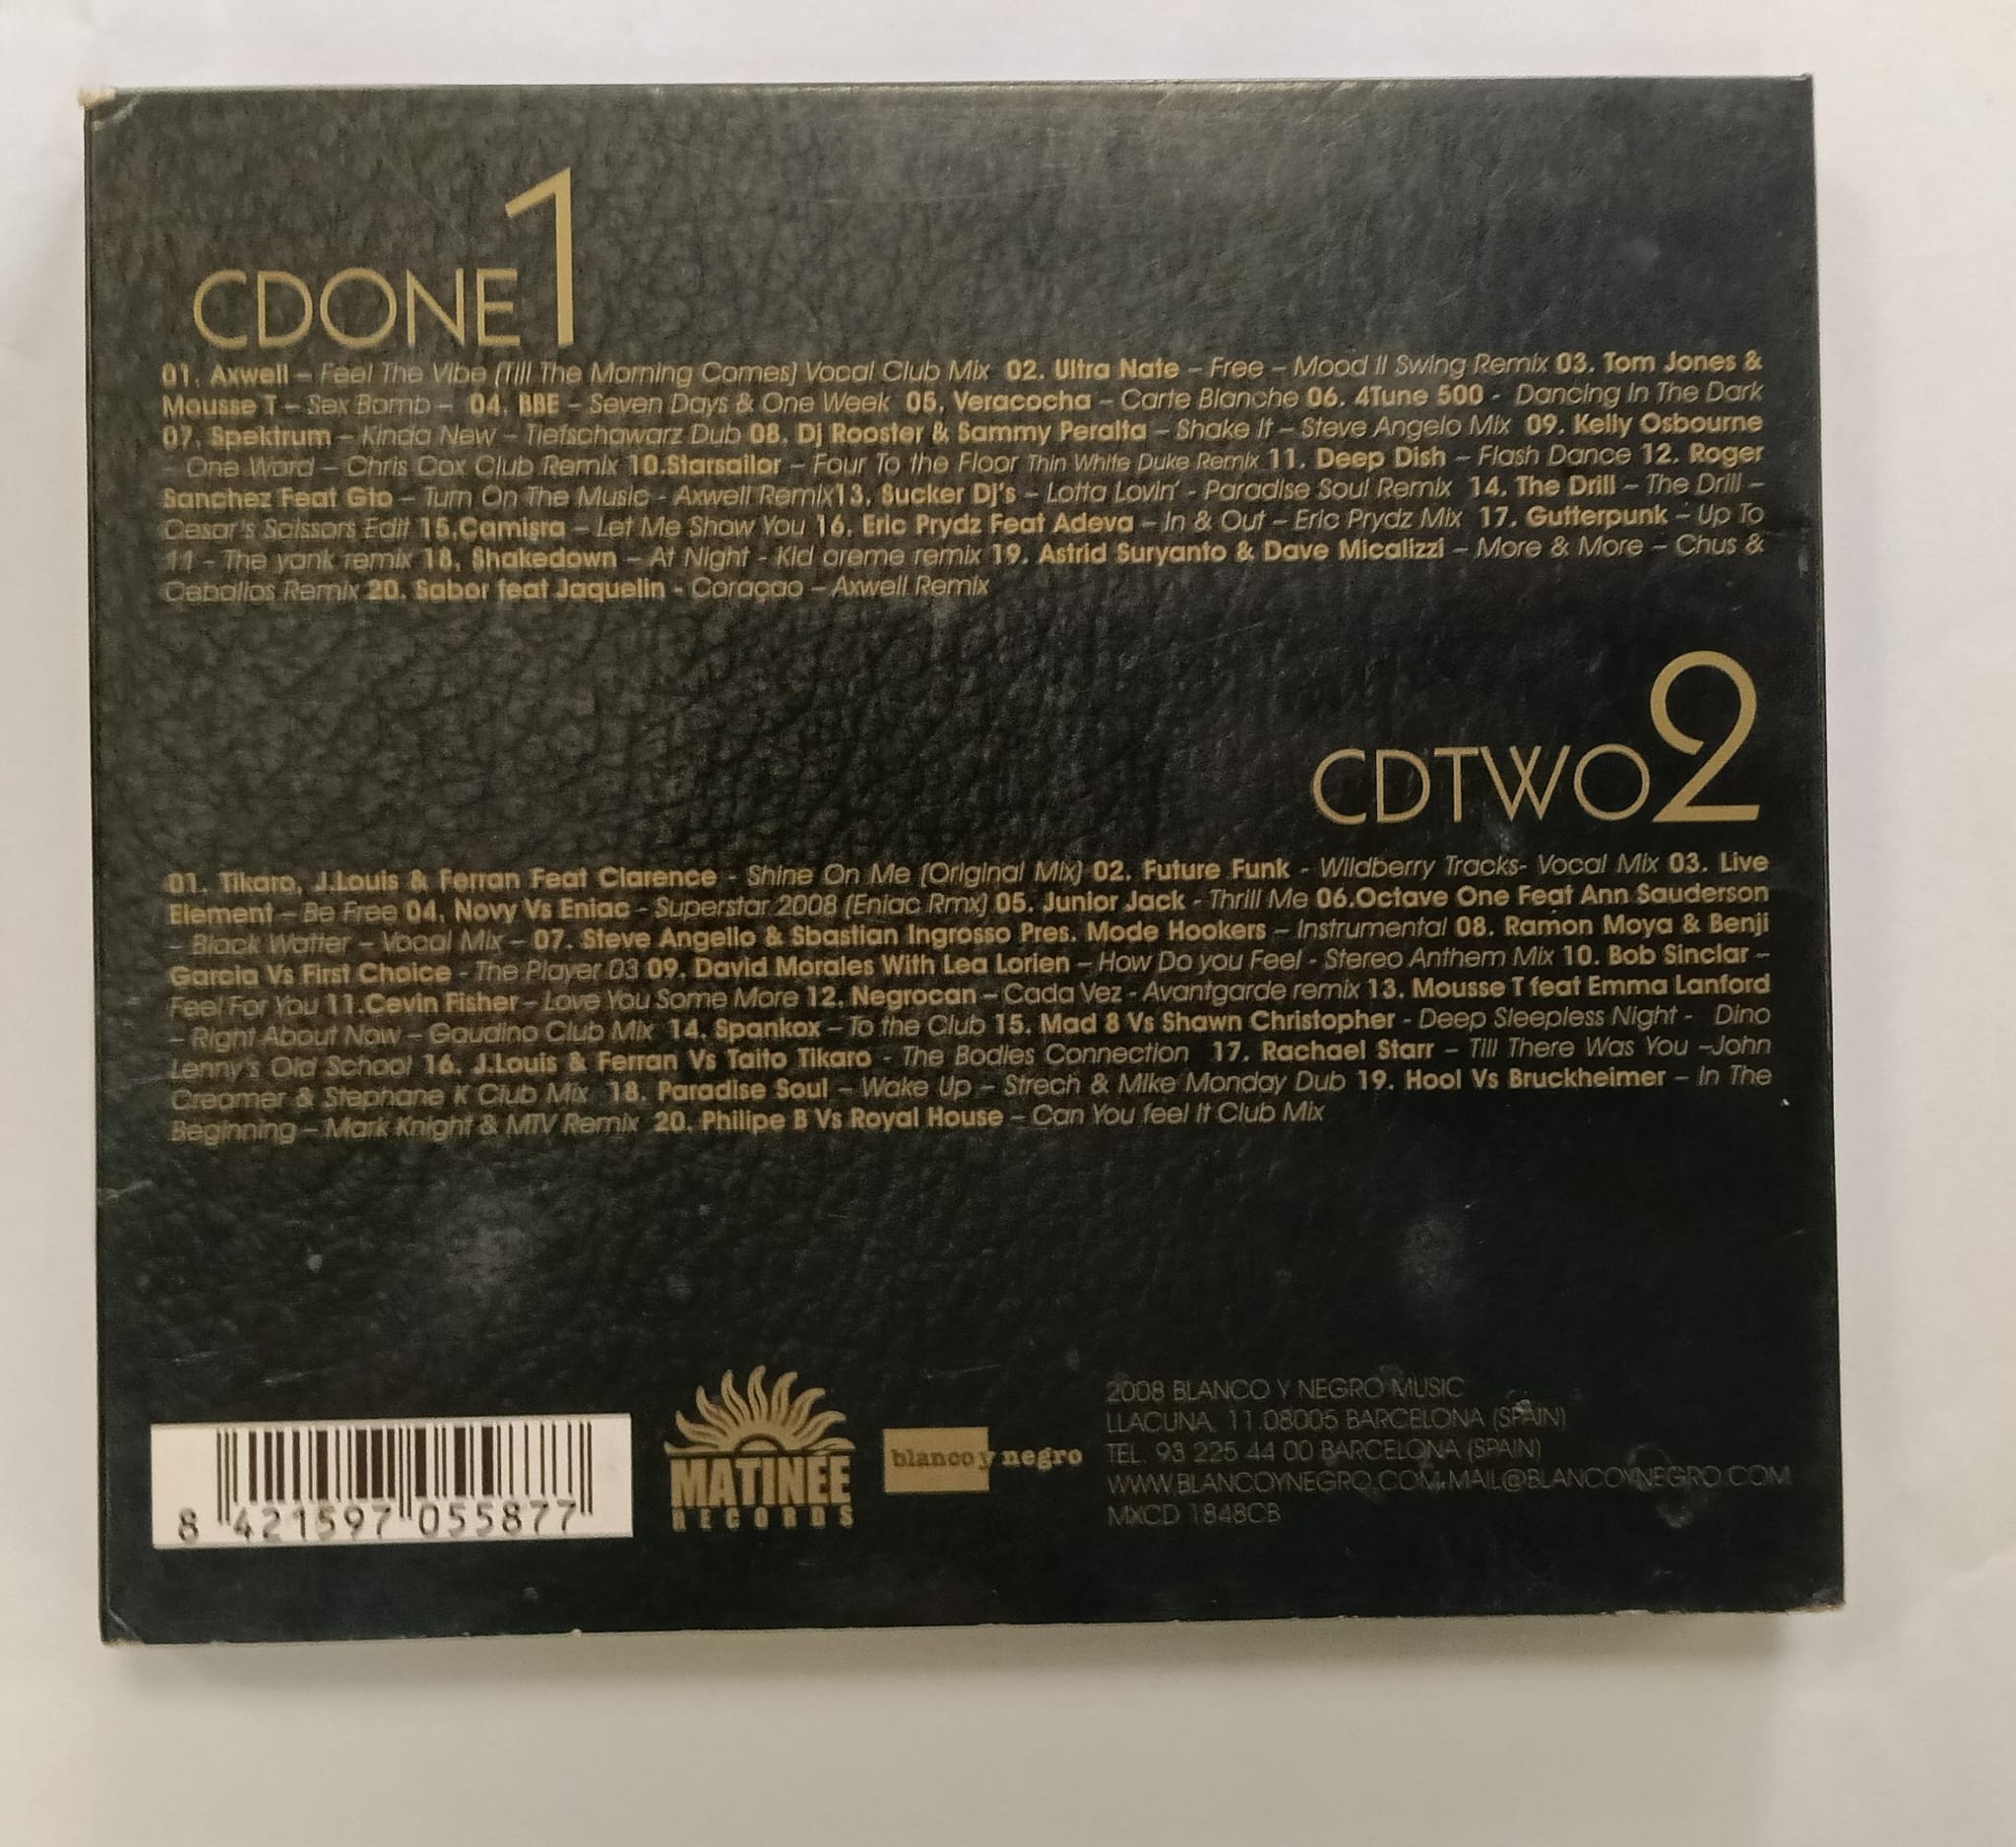 CDONE1
01. Axwell – Feel The Vibe (Till The Morning Comes) Vocal Club Mix 02. Ultra Nate – Free – Mood II Swing Remix 03. Tom Jones &
Mousse T – Sex Bomb – 04. BBE – Seven Days & One Week 05. Veracocha – Carte Blanche 06. 4Tune 500 - Dancing In The Dark
07. Spektrum – Kinda New – Tiefschawarz Dub 08. Dj Rooster & Sammy Peralta – Shake It – Steve Angelo Mix 09. Kelly Osbourne
– One Word – Chris Cox Club Remix 10.Starsailor – Four To the Floor Thin White Duke Remix 11. Deep Dish – Flash Dance 12. Roger
Sanchez Feat Gto – Turn On The Music - Axwell Remix13. Sucker Dj's – Lotta Lovin' - Paradise Soul Remix 14. The Drill – The Drill –
Cesar's Scissors Edit 15.Camisra – Let Me Show You 16. Eric Prydz Feat Adeva – In & Out – Eric Prydz Mix 17. Gutterpunk – Up To
11 - The yank remix 18. Shakedown – At Night - Kid creme remix 19. Astrid Suryanto & Dave Micalizzi – More & More – Chus &
Ceballos Remix 20. Sabor feat Jaquelin - Coraçao – Axwell Remix
CDTWO2
01. Tikaro, J.Louis & Ferran Feat Clarence - Shine On Me (Original Mix) 02. Future Funk - Wildberry Tracks- Vocal Mix 03. Live
Element – Be Free 04. Novy Vs Eniac - Superstar 2008 (Eniac Rmx) 05. Junior Jack - Thrill Me 06.Octave One Feat Ann Sauderson
– Black Watter – Vocal Mix – 07. Steve Angello & Sbastian Ingrosso Pres. Mode Hookers – Instrumental 08. Ramon Moya & Benji
Garcia Vs First Choice - The Player 03 09. David Morales With Lea Lorien – How Do you Feel - Stereo Anthem Mix 10. Bob Sinclar –
Feel For You 11.Cevin Fisher – Love You Some More 12. Negrocan – Cada Vez - Avantgarde remix 13. Mousse T feat Emma Lanford
– Right About Now – Gaudino Club Mix 14. Spankox – To the Club 15. Mad 8 Vs Shawn Christopher - Deep Sleepless Night - Dino
Lenny's Old School 16. J.Louis & Ferran Vs Taito Tikaro - The Bodies Connection 17. Rachael Starr – Till There Was You –John
Creamer & Stephane K Club Mix 18. Paradise Soul – Wake Up – Strech & Mike Monday Dub 19. Hool Vs Bruckheimer – In The
Beginning – Mark Knight & MTV Remix 20. Philipe B Vs Royal House – Can You feel It Club Mix
8 421597 055877
MATINÉE
RECORDS
blanco y negro
2008 BLANCO Y NEGRO MUSIC
LLACUNA, 11.08005 BARCELONA (SPAIN)
TEL. 93 225 44 00 BARCELONA (SPAIN)
WWW.BLANCOYNEGRO.COM·MAIL@BLANCOYNEGRO.COM
MXCD 1848CB